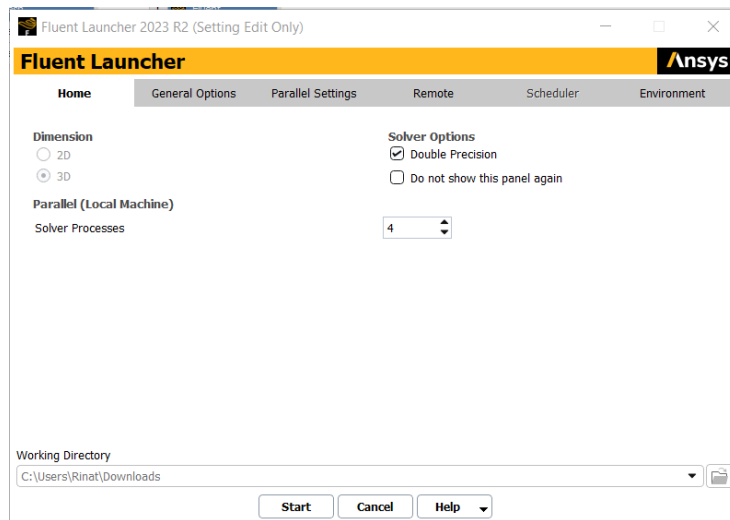 Fluent Launcher 2023 R2 (Setting Edit Only)
Fluent Launcher
Ansys
Home General Options Parallel Settings Remote Scheduler Environment
Dimension
2D
3D
Solver Options
Double Precision
Do not show this panel again
Parallel (Local Machine)
Solver Processes 4
Working Directory
C:\Users\Rinat\Downloads
Start Cancel Help